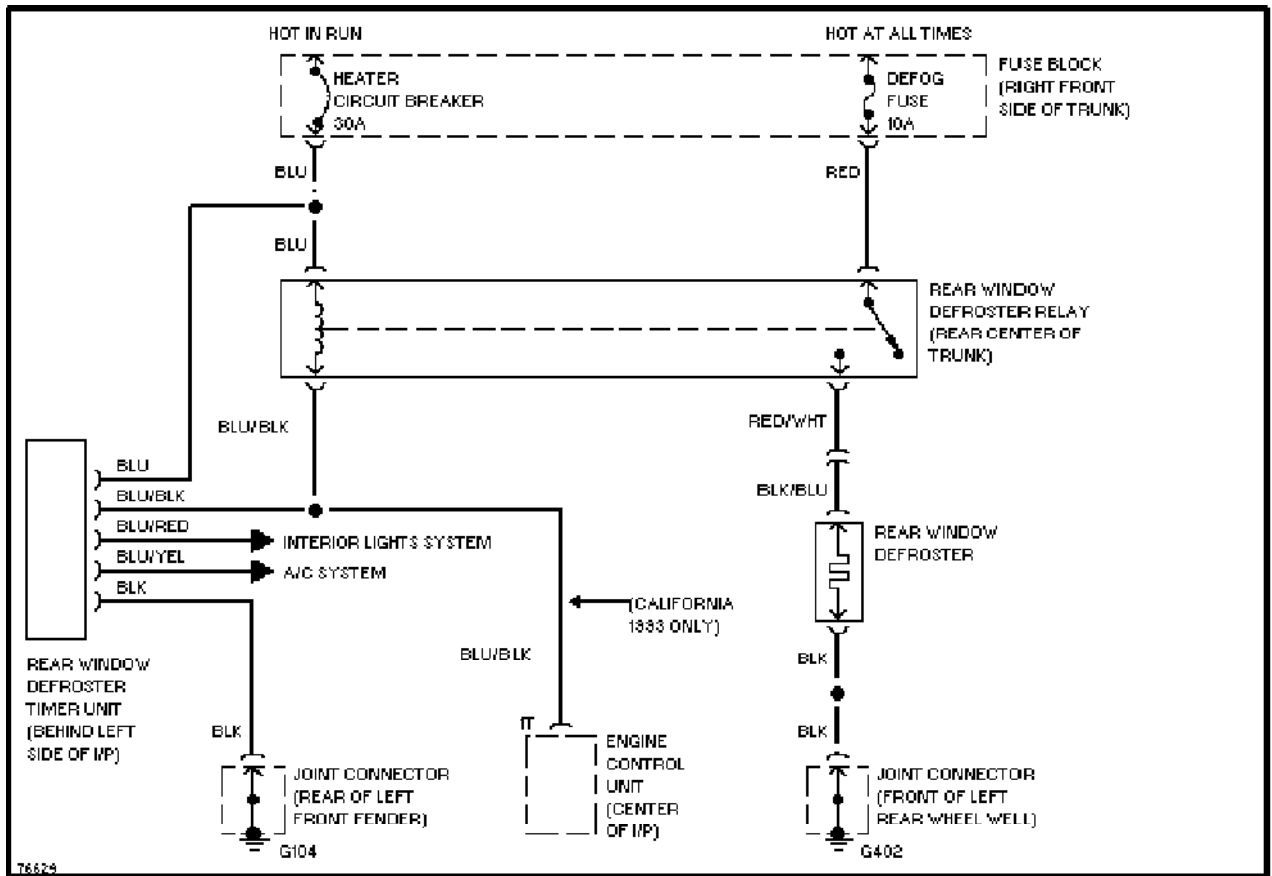 HOT IN RUN
HOT AT ALL TIMES
HEATER
CIRCUIT BREAKER
30A
DEFOG
FUSE
10A
FUSE BLOCK
(RIGHT FRONT
SIDE OF TRUNK)
BLU
RED
BLU
REAR WINDOW
DEFROSTER RELAY
(REAR CENTER OF
TRUNK)
BLU/BLK
RED/WHT
BLK/BLU
BLU
BLU/BLK
BLU/RED
INTERIOR LIGHTS SYSTEM
BLU/YEL
A/C SYSTEM
BLK
REAR WINDOW
DEFROSTER
(CALIFORNIA
1993 ONLY)
BLU/BLK
BLK
REAR WINDOW
DEFROSTER
TIMER UNIT
(BEHIND LEFT
SIDE OF I/P)
BLK
BLK
1T
ENGINE
CONTROL
UNIT
(CENTER
OF I/P)
JOINT CONNECTOR
(REAR OF LEFT
FRONT FENDER)
G104
JOINT CONNECTOR
(FRONT OF LEFT
REAR WHEEL WELL)
G402
76629